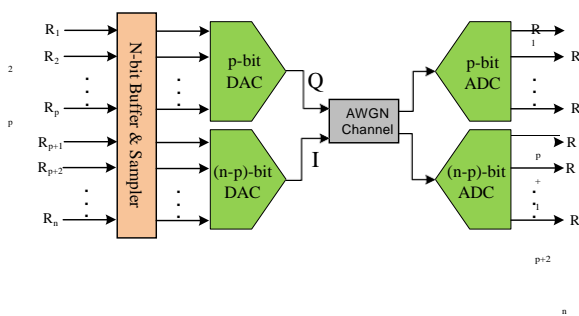 R1
R2
Rp
Rp+1
Rp+2
Rn
2
p
N-bit Buffer & Sampler
p-bit
DAC
(n-p)-bit
DAC
Q
I
AWGN
Channel
p-bit
ADC
(n-p)-bit
ADC
R
1
R
R
R
p
R
+
1
R
p+2
n